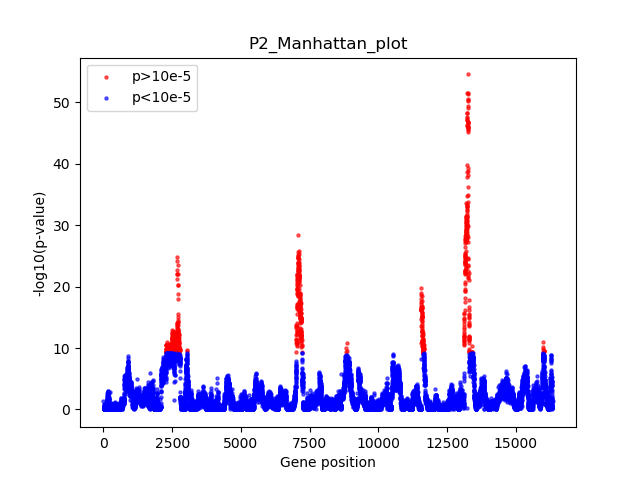 P2_Manhattan_plot
p>10e-5
p<10e-5
-log10(p-value)
50
40
30
20
10
0
0 2500 5000 7500 10000 12500 15000
Gene position